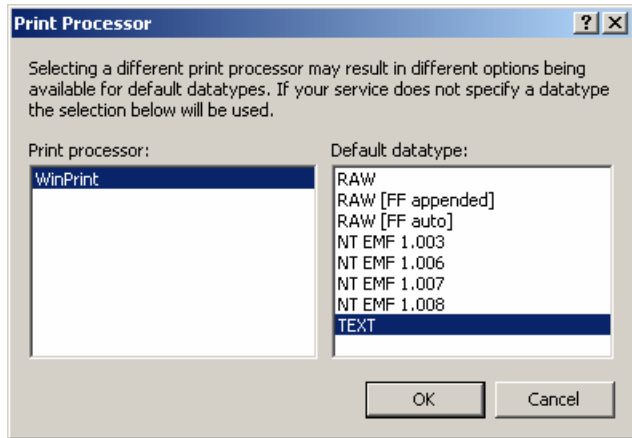 Print Processor
Selecting a different print processor may result in different options being
available for default datatypes. If your service does not specify a datatype
the selection below will be used.
Print processor:
WinPrint
Default datatype:
RAW
RAW [FF appended]
RAW [FF auto]
NT EMF 1.003
NT EMF 1.006
NT EMF 1.007
NT EMF 1.008
TEXT
OK
Cancel